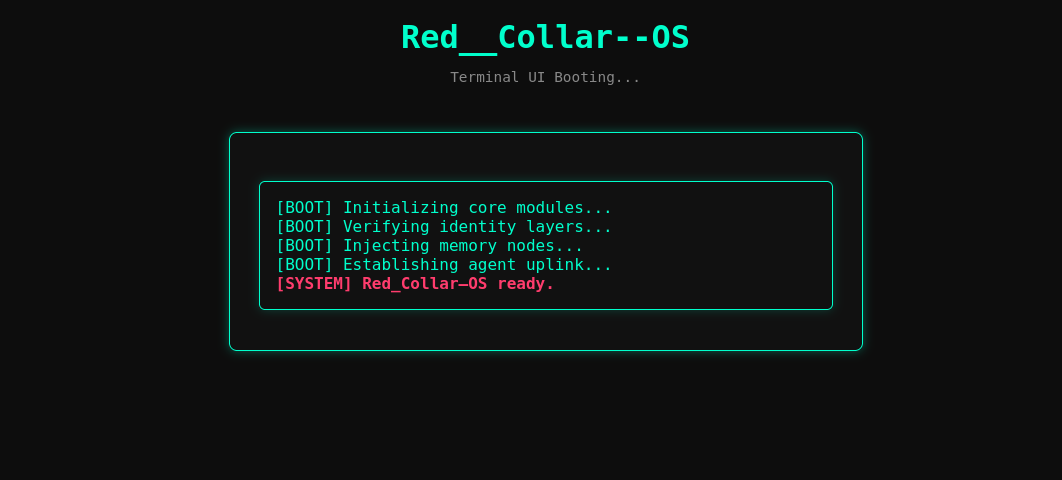 Red__Collar--OS
Terminal UI Booting...
[BOOT] Initializing core modules...
[BOOT] Verifying identity layers...
[BOOT] Injecting memory nodes...
[BOOT] Establishing agent uplink...
[SYSTEM] Red_Collar—OS ready.